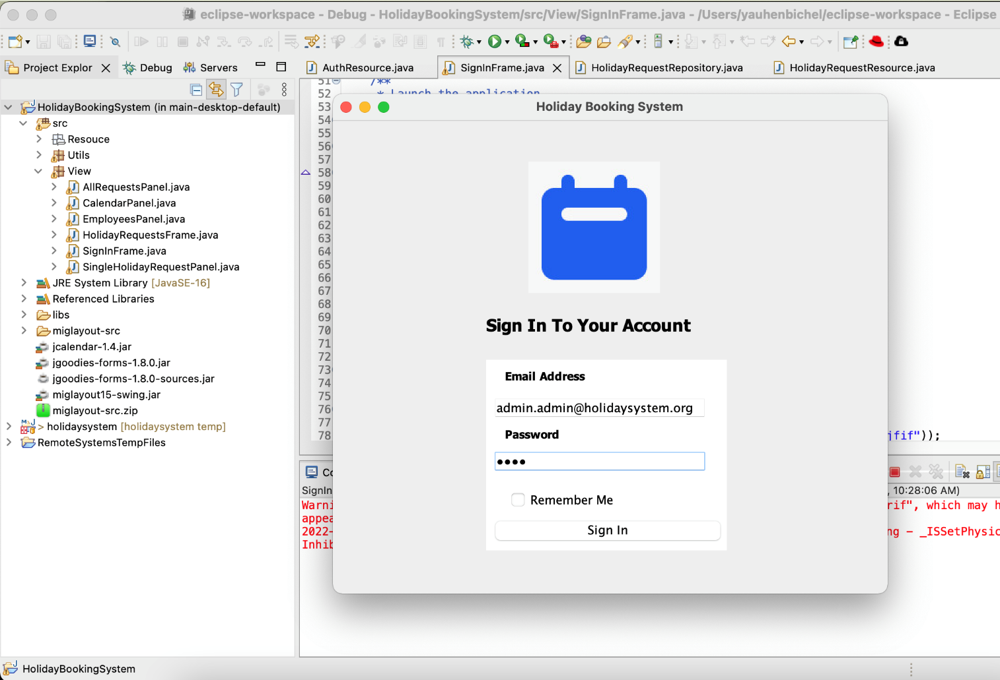 eclipse-workspace - Debug - HolidayBookingSystem/src/View/SignInFrame.java - /Users/yauhenbichel/eclipse-workspace - Eclipse
Project Explor
Debug
Servers
AuthResource.java
SignInFrame.java
HolidayRequestRepository.java
HolidayRequestResource.java
HolidayBookingSystem (in main-desktop-default)
src
Resouce
Utils
View
AllRequestsPanel.java
CalendarPanel.java
EmployeesPanel.java
HolidayRequestsFrame.java
SignInFrame.java
SingleHolidayRequestPanel.java
JRE System Library [JavaSE-16]
Referenced Libraries
libs
miglayout-src
jcalendar-1.4.jar
jgoodies-forms-1.8.0.jar
jgoodies-forms-1.8.0-sources.jar
miglayout15-swing.jar
miglayout-src.zip
> holidaysystem [holidaysystem temp]
RemoteSystemsTempFiles
51 /**
52 * Launch the application
53
54
55
56
57
58
59
60
61
62
63
64
65
66
67
68
69
70
71
72
73
74
75
76
77
78 jfif"));
Holiday Booking System
Sign In To Your Account
Email Address
admin.admin@holidaysystem.org
Password
••••
Remember Me
Sign In
Co
SignIn , 10:28:06 AM)
Warni rif", which may h
appea
2022- ng - _ISSetPhysic
Inhib
HolidayBookingSystem